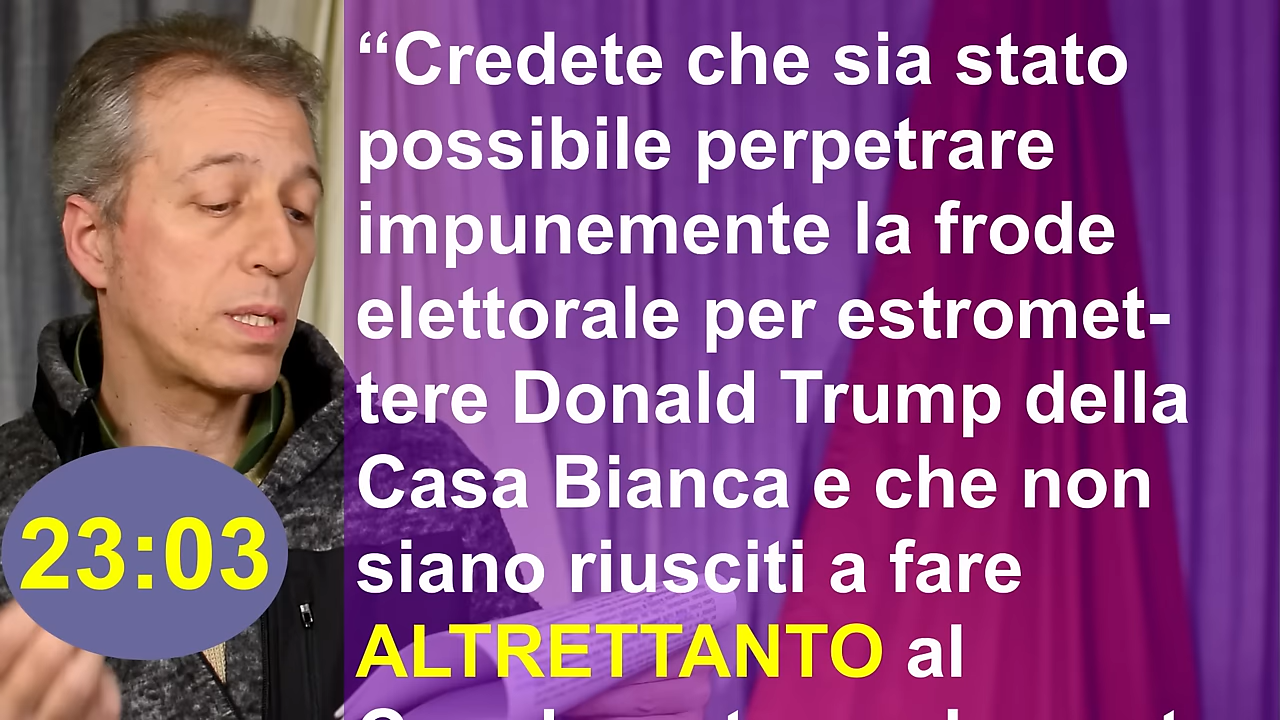 “Credete che sia stato
possibile perpetrare
impunemente la frode
elettorale per estromet-
tere Donald Trump della
Casa Bianca e che non
siano riusciti a fare
ALTRETTANTO al
23:03